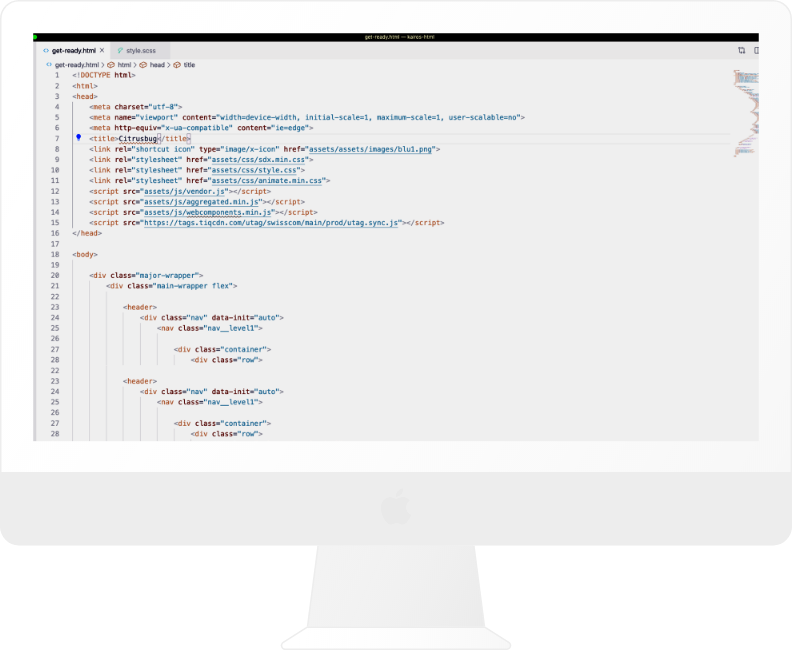 get-ready.html — kairos-html
get-ready.html × style.scss
get-ready.html > html > head > title
1 <!DOCTYPE html>
2 <html>
3 <head>
4 <meta charset="utf-8">
5 <meta name="viewport" content="width=device-width, initial-scale=1, maximum-scale=1, user-scalable=no">
6 <meta http-equiv="x-ua-compatible" content="ie=edge">
7 <title>Citrusbug</title>
8 <link rel="shortcut icon" type="image/x-icon" href="assets/assets/images/blu1.png">
9 <link rel="stylesheet" href="assets/css/sdx.min.css">
10 <link rel="stylesheet" href="assets/css/style.css">
11 <link rel="stylesheet" href="assets/css/animate.min.css">
12 <script src="assets/js/vendor.js"></script>
13 <script src="assets/js/aggregated.min.js"></script>
14 <script src="assets/js/webcomponents.min.js"></script>
15 <script src="https://tags.tiqcdn.com/utag/swisscom/main/prod/utag.sync.js"></script>
16 </head>
17
18 <body>
19
20 <div class="major-wrapper">
21 <div class="main-wrapper flex">
22
23 <header>
24 <div class="nav" data-init="auto">
25 <nav class="nav__level1">
26
27 <div class="container">
28 <div class="row">
22
23 <header>
24 <div class="nav" data-init="auto">
25 <nav class="nav__level1">
26
27 <div class="container">
28 <div class="row">